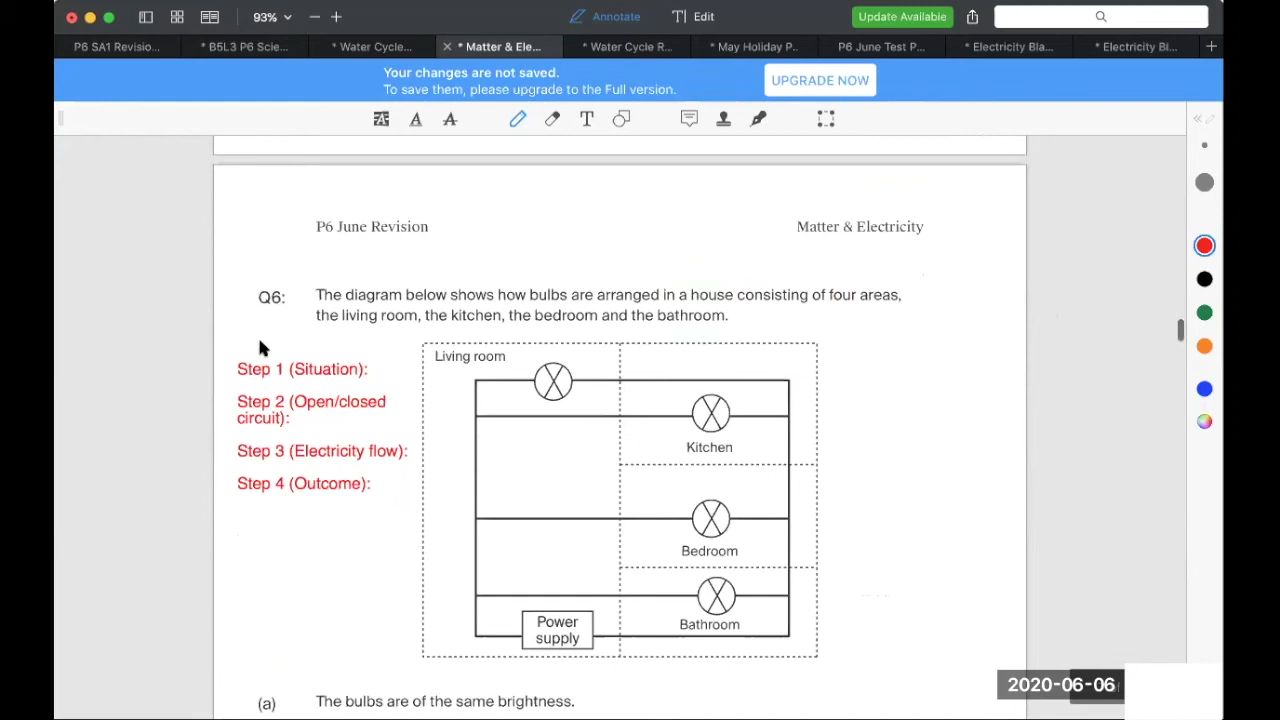 93%
Annotate
Edit
Update Available
P6 SA1 Revisio...
* B5L3 P6 Scie...
* Water Cycle...
* Matter & Ele...
* Water Cycle R...
* May Holiday P..
P6 June Test P...
* Electricity Bla...
* Electricity Bl...
Your changes are not saved.
To save them, please upgrade to the Full version.
UPGRADE NOW
P6 June Revision
Matter & Electricity
Q6:
The diagram below shows how bulbs are arranged in a house consisting of four areas,
the living room, the kitchen, the bedroom and the bathroom.
Step 1 (Situation):
Step 2 (Open/closed
circuit):
Step 3 (Electricity flow):
Step 4 (Outcome):
Living room
Kitchen
Bedroom
Bathroom
Power
supply
(a)
The bulbs are of the same brightness.
2020-06-06